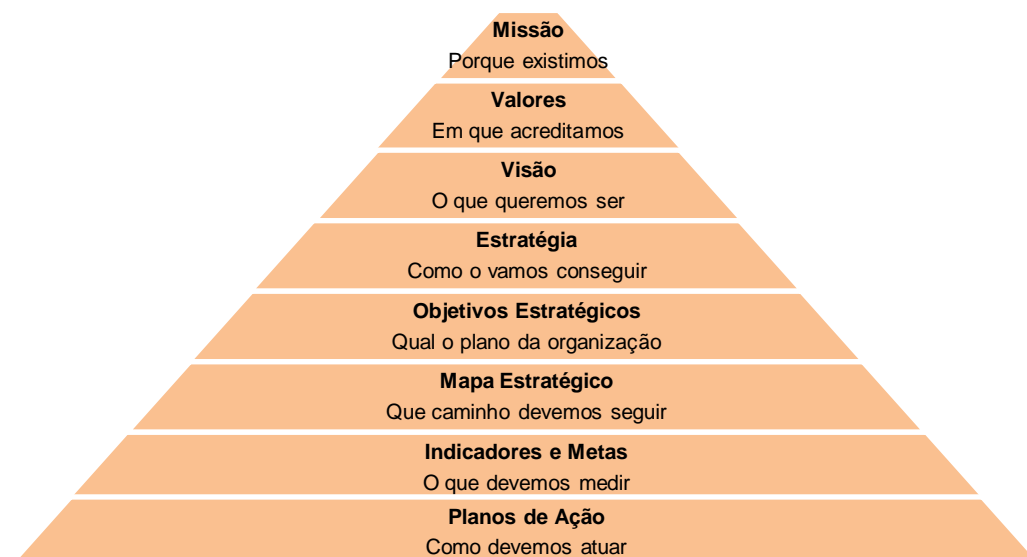 Missão
Porque existimos
Valores
Em que acreditamos
Visão
O que queremos ser
Estratégia
Como o vamos conseguir
Objetivos Estratégicos
Qual o plano da organização
Mapa Estratégico
Que caminho devemos seguir
Indicadores e Metas
O que devemos medir
Planos de Ação
Como devemos atuar